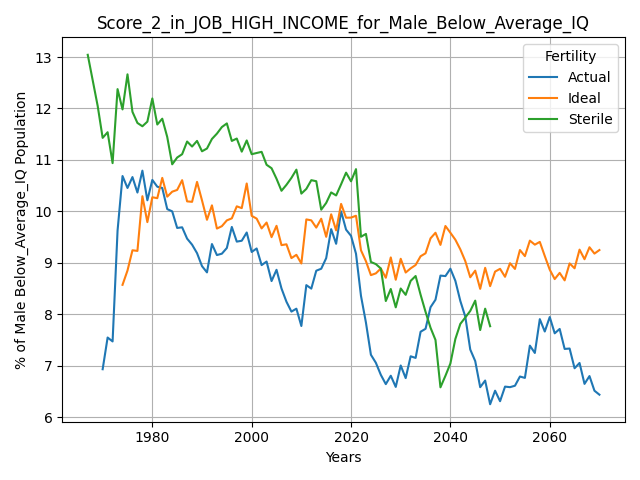 Score_2_in_JOB_HIGH_INCOME_for_Male_Below_Average_IQ
% of Male Below_Average_IQ Population
13
12
11
10
9
8
7
6
Fertility
Actual
Ideal
Sterile
1980
2000
2020
2040
2060
Years